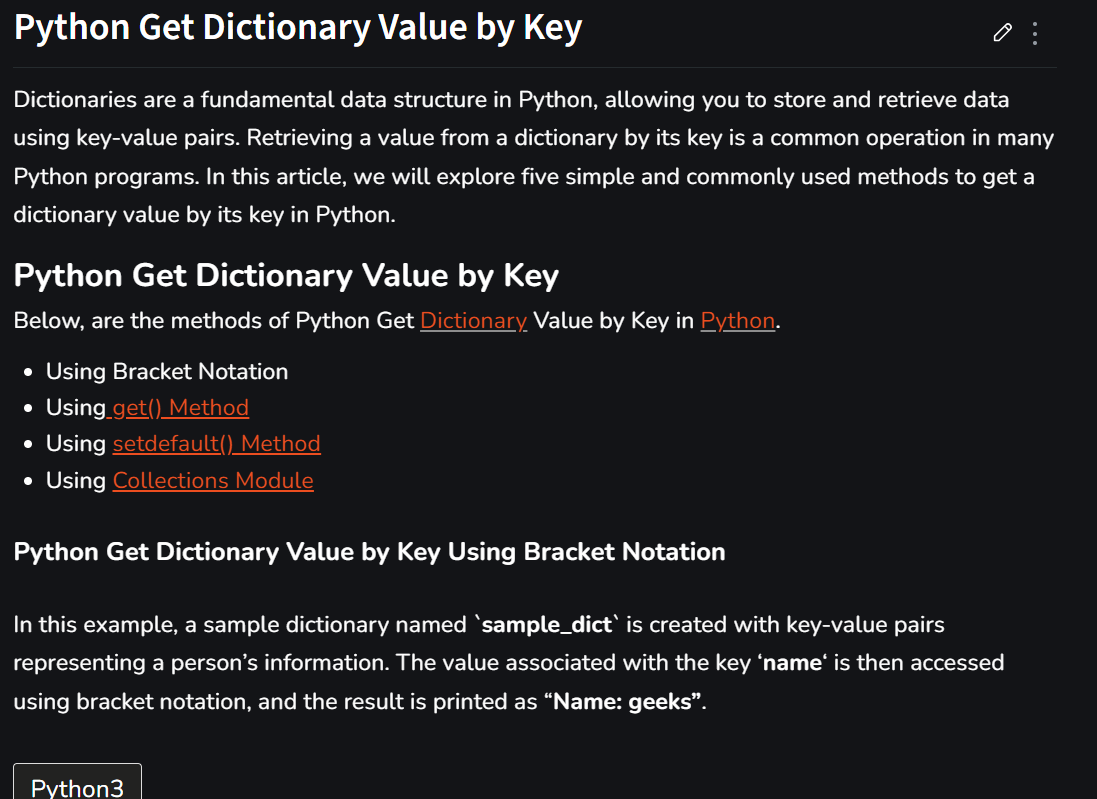 Python Get Dictionary Value by Key
Dictionaries are a fundamental data structure in Python, allowing you to store and retrieve data
using key-value pairs. Retrieving a value from a dictionary by its key is a common operation in many
Python programs. In this article, we will explore five simple and commonly used methods to get a
dictionary value by its key in Python.
Python Get Dictionary Value by Key
Below, are the methods of Python Get Dictionary Value by Key in Python.
• Using Bracket Notation
• Using get() Method
• Using setdefault() Method
• Using Collections Module
Python Get Dictionary Value by Key Using Bracket Notation
In this example, a sample dictionary named `sample_dict` is created with key-value pairs
representing a person’s information. The value associated with the key ‘name‘ is then accessed
using bracket notation, and the result is printed as “Name: geeks”.
Python3